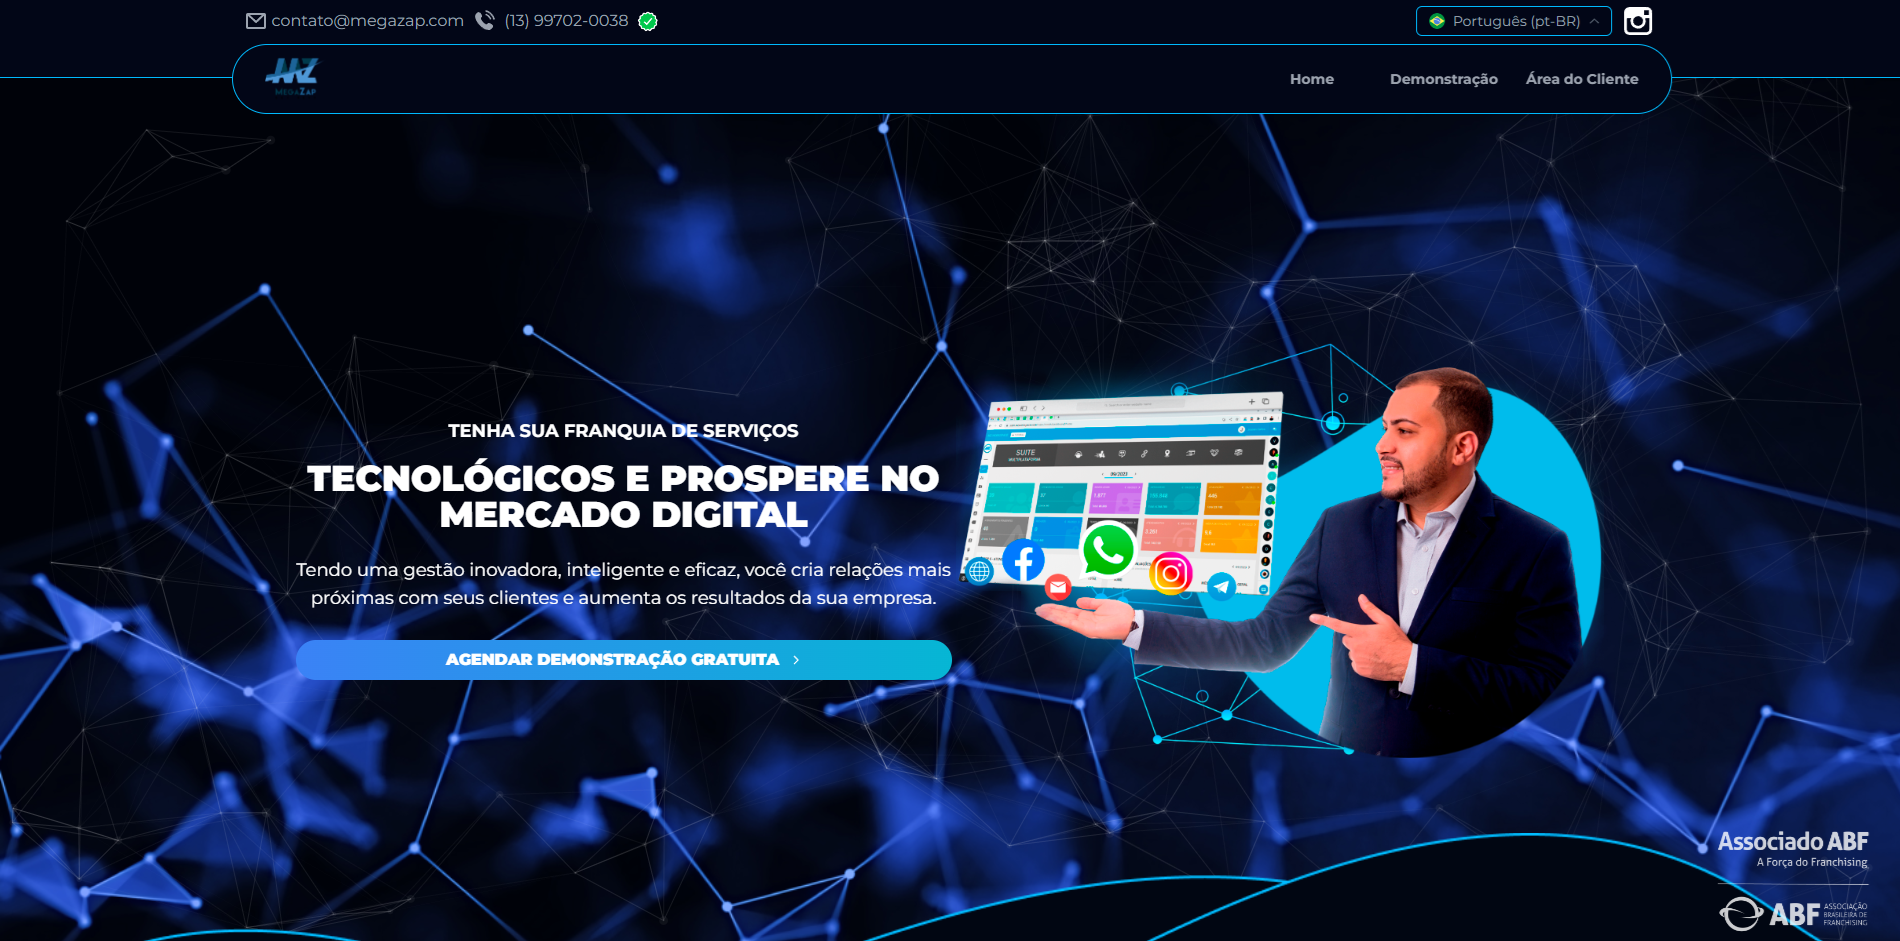 contato@megazap.com (13) 99702-0038
Português (pt-BR)
MZ
MEGAZAP
Home Demonstração Área do Cliente
TENHA SUA FRANQUIA DE SERVIÇOS
TECNOLÓGICOS E PROSPERE NO
MERCADO DIGITAL
Tendo uma gestão inovadora, inteligente e eficaz, você cria relações mais
próximas com seus clientes e aumenta os resultados da sua empresa.
AGENDAR DEMONSTRAÇÃO GRATUITA
SUITE
Associado ABF
A Força do Franchising
ABF ASSOCIAÇÃO
BRASILEIRA DE
FRANCHISING